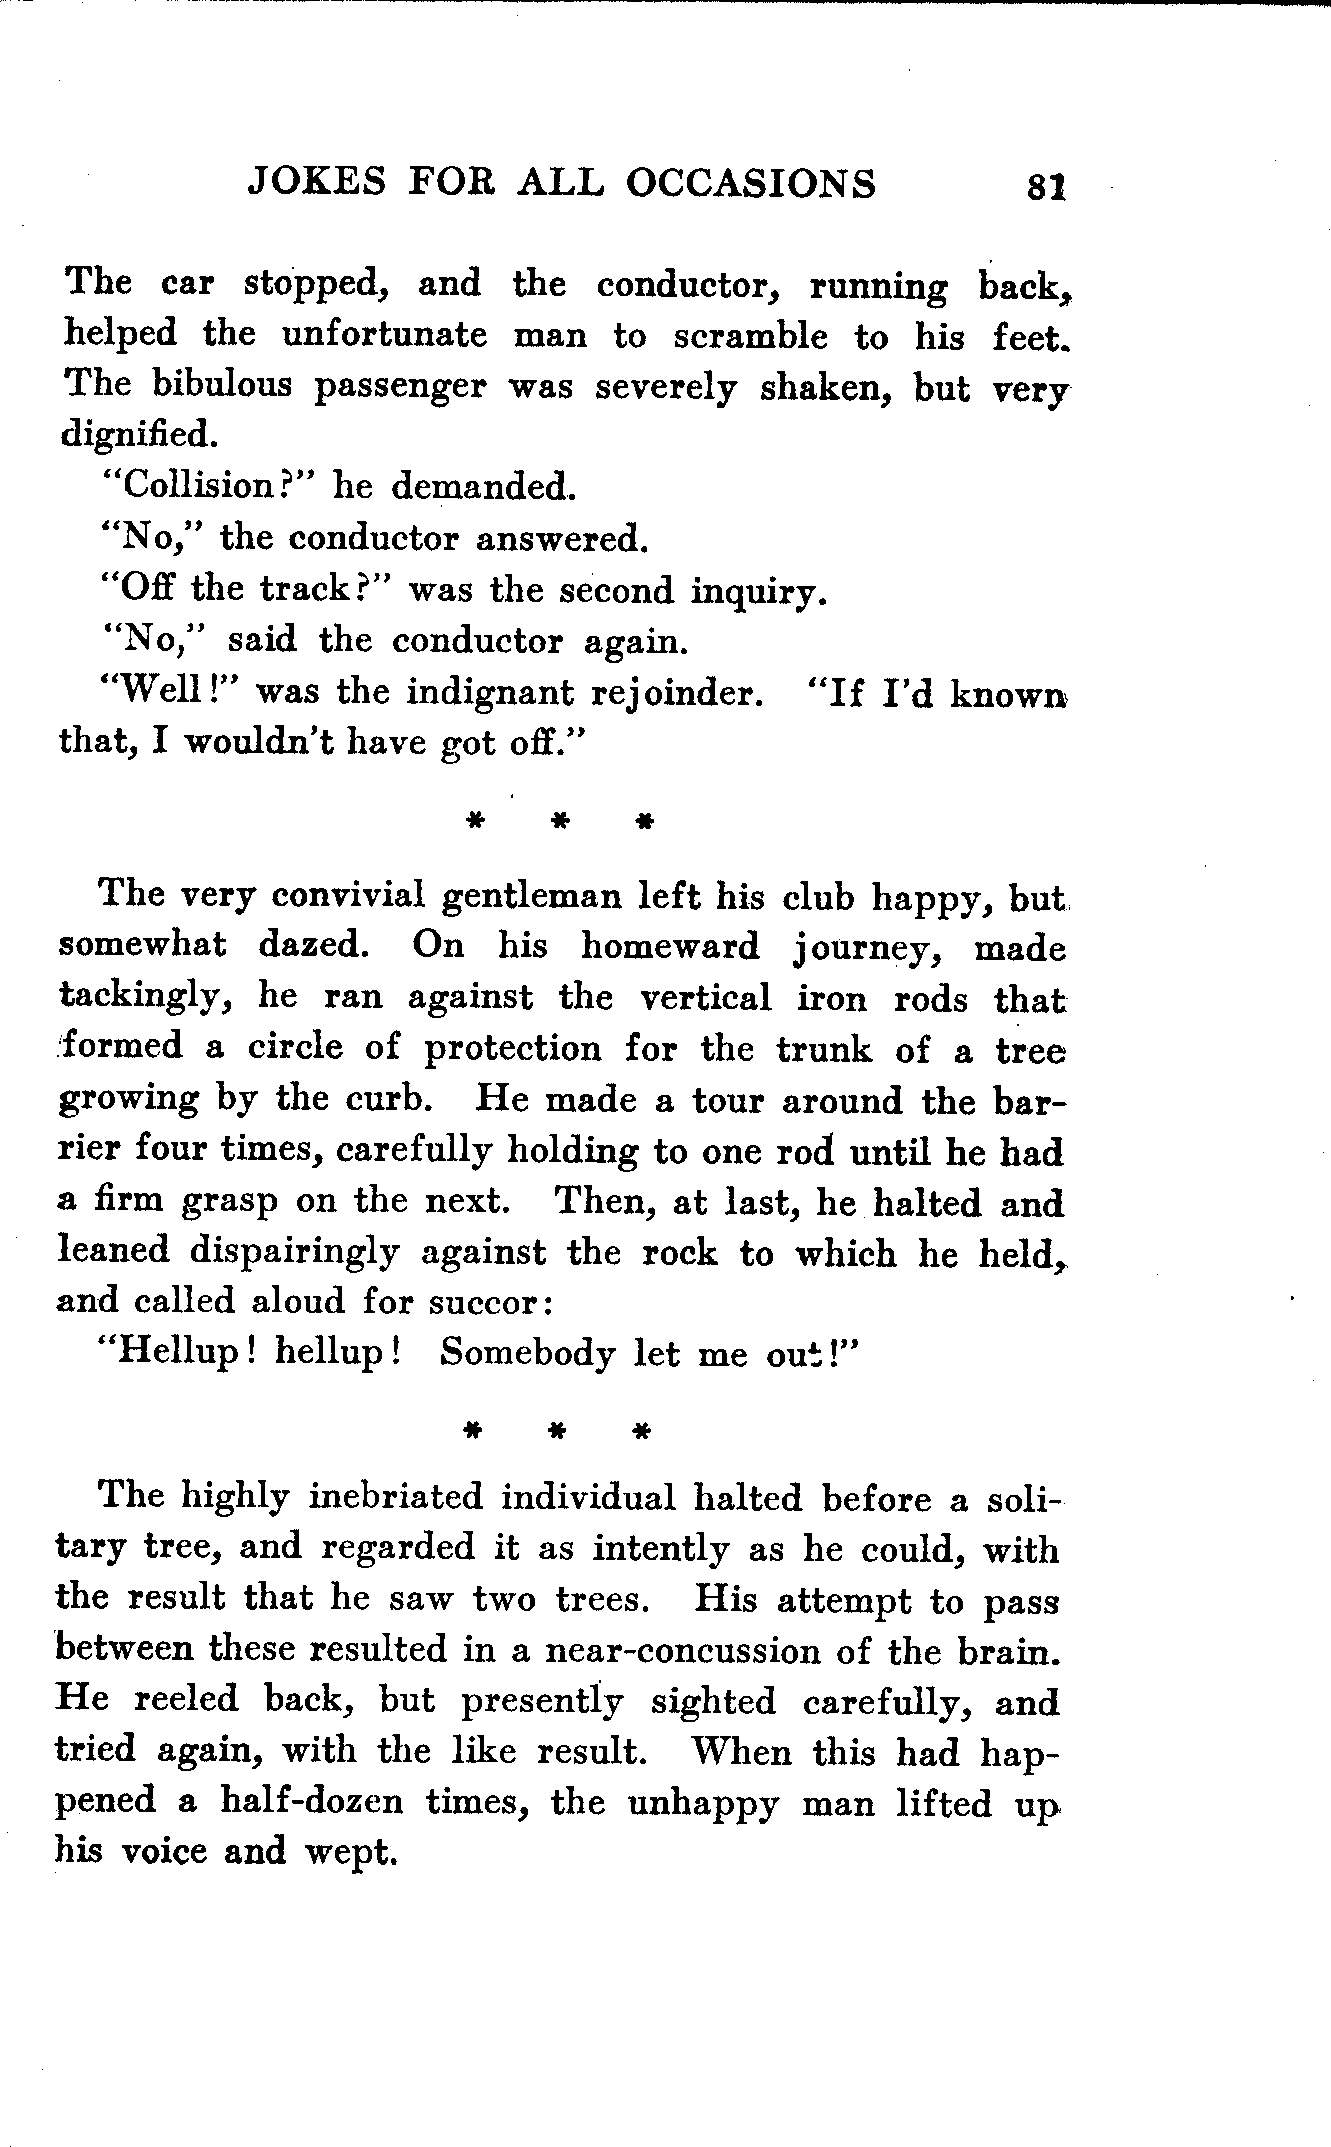 JOKES FOR ALL OCCASIONS 81
The car stopped, and the conductor, running back,
helped the unfortunate man to scramble to his feet.
The bibulous passenger was severely shaken, but very
dignified.
"Collision?" he demanded.
"No," the conductor answered.
"Off the track?" was the second inquiry.
"No," said the conductor again.
"Well!" was the indignant rejoinder. "If I'd known
that, I wouldn't have got off."
* * *
The very convivial gentleman left his club happy, but
somewhat dazed. On his homeward journey, made
tackingly, he ran against the vertical iron rods that
formed a circle of protection for the trunk of a tree
growing by the curb. He made a tour around the bar-
rier four times, carefully holding to one rod until he had
a firm grasp on the next. Then, at last, he halted and
leaned dispairingly against the rock to which he held,
and called aloud for succor:
"Hellup! hellup! Somebody let me out!"
* * *
The highly inebriated individual halted before a soli-
tary tree, and regarded it as intently as he could, with
the result that he saw two trees. His attempt to pass
between these resulted in a near-concussion of the brain.
He reeled back, but presently sighted carefully, and
tried again, with the like result. When this had hap-
pened a half-dozen times, the unhappy man lifted up
his voice and wept.